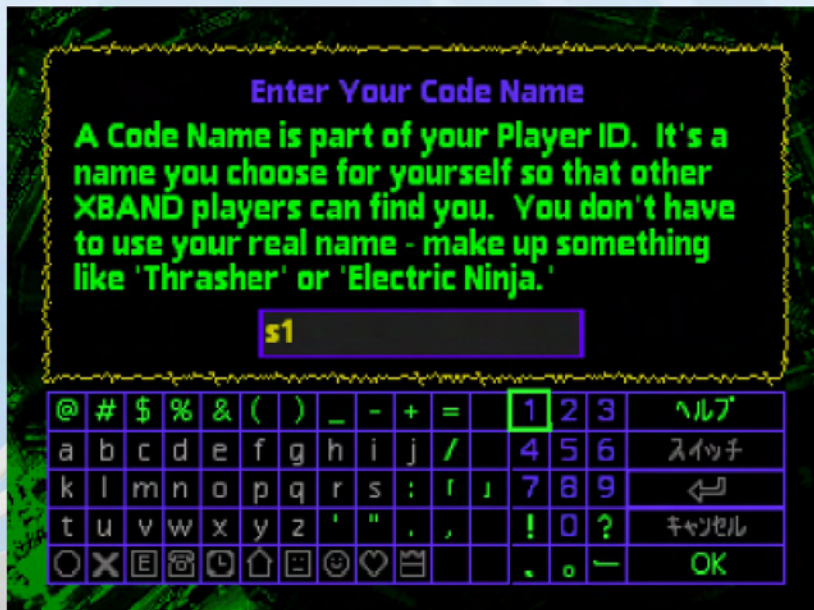 Enter Your Code Name
A Code Name is part of your Player ID. It's a
name you choose for yourself so that other
XBAND players can find you. You don't have
to use your real name - make up something
like 'Thrasher' or 'Electric Ninja.'
s1
@ # $ % & ( ) _ - + = 1 2 3 ヘルプ
a b c d e f g h i j / 4 5 6 スイッチ
k l m n o p q r s : 「 」 7 8 9
t u v w x y z ' " . , ! 0 ? キャンセル
E 、 。 ー OK